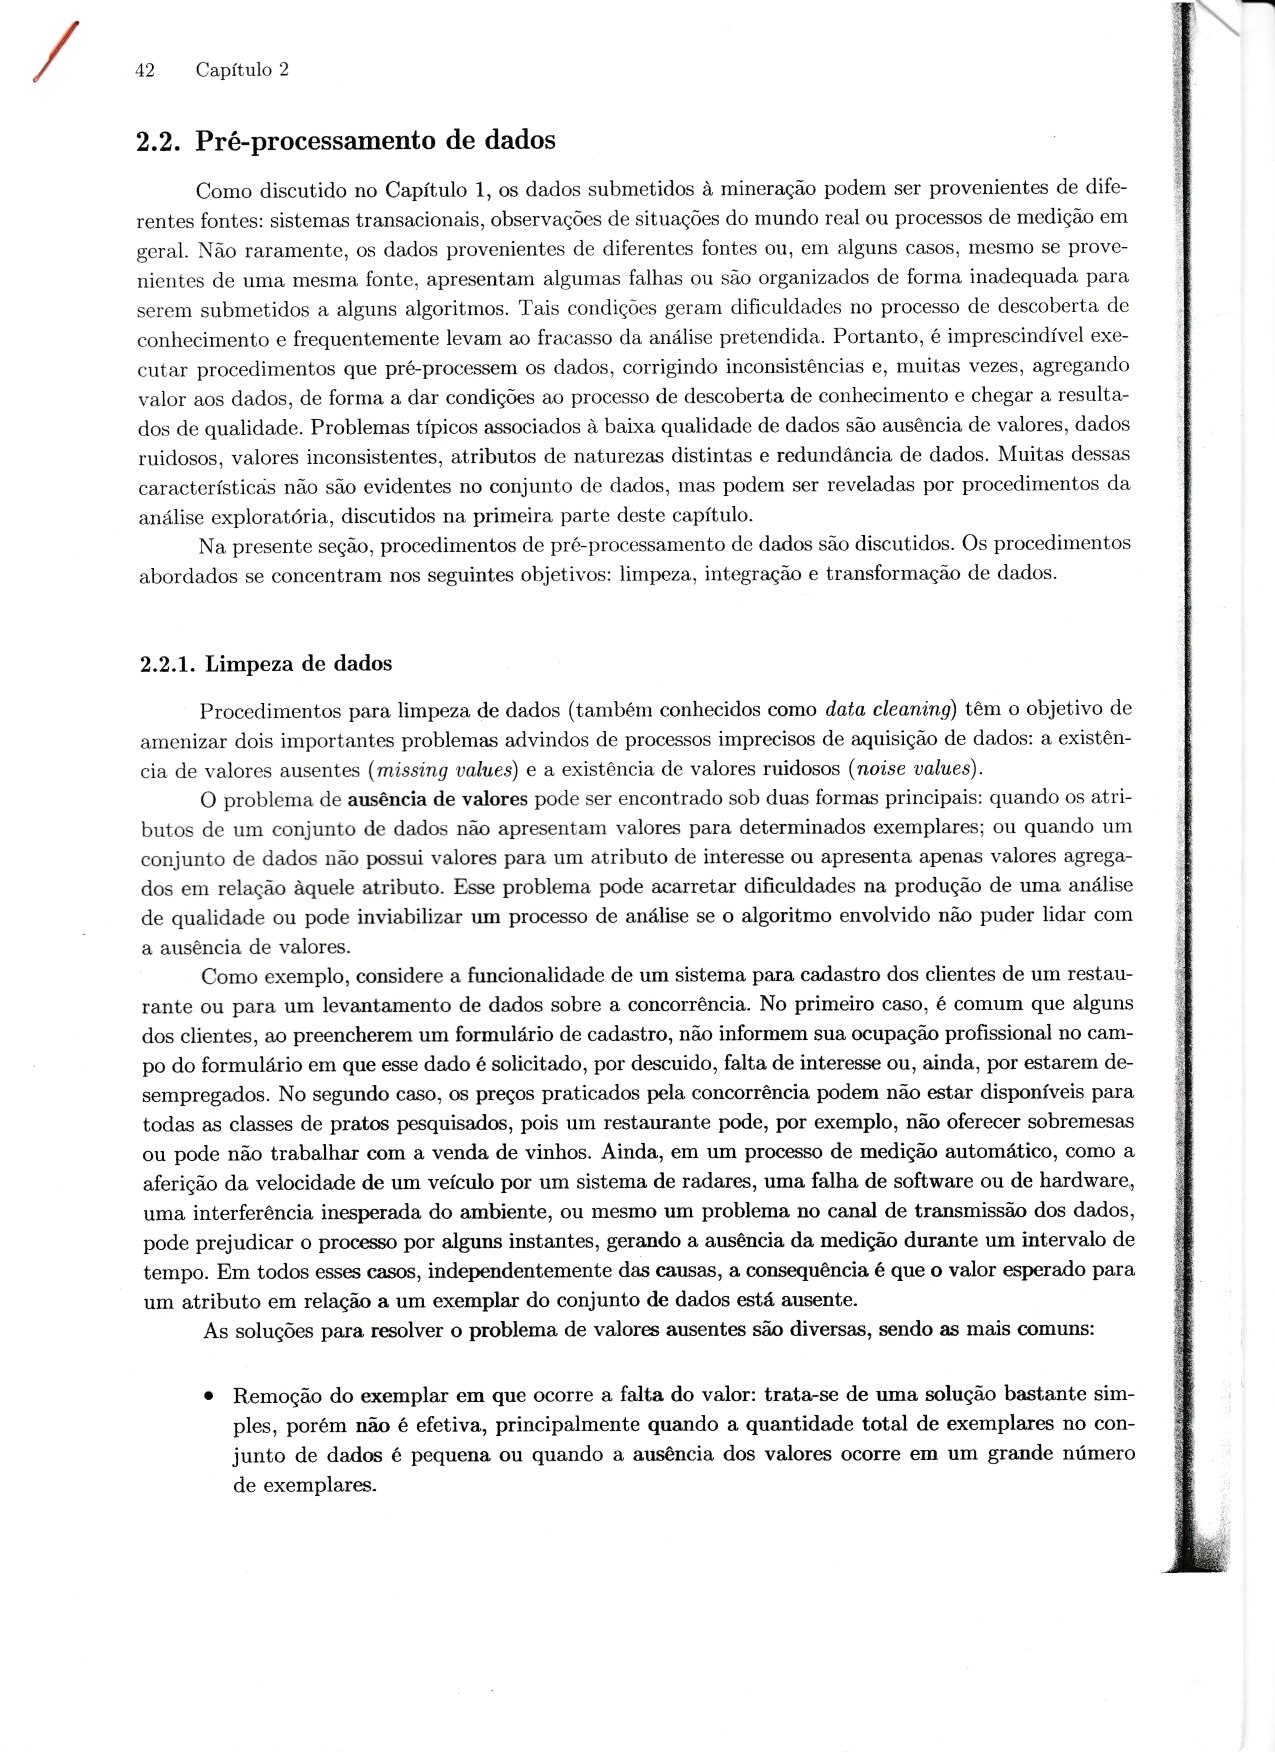 42 Capítulo 2
2.2. Pré-processamento de dados
Como discutido no Capítulo 1, os dados submetidos à mineração podem ser provenientes de dife-
rentes fontes: sistemas transacionais, observações de situações do mundo real ou processos de medição em
geral. Não raramente, os dados provenientes de diferentes fontes ou, em alguns casos, mesmo se prove-
nientes de uma mesma fonte, apresentam algumas falhas ou são organizados de forma inadequada para
serem submetidos a alguns algoritmos. Tais condições geram dificuldades no processo de descoberta de
conhecimento e frequentemente levam ao fracasso da análise pretendida. Portanto, é imprescindível exe-
cutar procedimentos que pré-processem os dados, corrigindo inconsistências e, muitas vezes, agregando
valor aos dados, de forma a dar condições ao processo de descoberta de conhecimento e chegar a resulta-
dos de qualidade. Problemas típicos associados à baixa qualidade de dados são ausência de valores, dados
ruidosos, valores inconsistentes, atributos de naturezas distintas e redundância de dados. Muitas dessas
características não são evidentes no conjunto de dados, mas podem ser reveladas por procedimentos da
análise exploratória, discutidos na primeira parte deste capítulo.
Na presente seção, procedimentos de pré-processamento de dados são discutidos. Os procedimentos
abordados se concentram nos seguintes objetivos: limpeza, integração e transformação de dados.
2.2.1. Limpeza de dados
Procedimentos para limpeza de dados (também conhecidos como data cleaning) têm o objetivo de
amenizar dois importantes problemas advindos de processos imprecisos de aquisição de dados: a existên-
cia de valores ausentes (missing values) e a existência de valores ruidosos (noise values).
O problema de ausência de valores pode ser encontrado sob duas formas principais: quando os atri-
butos de um conjunto de dados não apresentam valores para determinados exemplares; ou quando um
conjunto de dados não possui valores para um atributo de interesse ou apresenta apenas valores agrega-
dos em relação àquele atributo. Esse problema pode acarretar dificuldades na produção de uma análise
de qualidade ou pode inviabilizar um processo de análise se o algoritmo envolvido não puder lidar com
a ausência de valores.
Como exemplo, considere a funcionalidade de um sistema para cadastro dos clientes de um restau-
rante ou para um levantamento de dados sobre a concorrência. No primeiro caso, é comum que alguns
dos clientes, ao preencherem um formulário de cadastro, não informem sua ocupação profissional no cam-
po do formulário em que esse dado é solicitado, por descuido, falta de interesse ou, ainda, por estarem de-
sempregados. No segundo caso, os preços praticados pela concorrência podem não estar disponíveis para
todas as classes de pratos pesquisados, pois um restaurante pode, por exemplo, não oferecer sobremesas
ou pode não trabalhar com a venda de vinhos. Ainda, em um processo de medição automático, como a
aferição da velocidade de um veículo por um sistema de radares, uma falha de software ou de hardware,
uma interferência inesperada do ambiente, ou mesmo um problema no canal de transmissão dos dados,
pode prejudicar o processo por alguns instantes, gerando a ausência da medição durante um intervalo de
tempo. Em todos esses casos, independentemente das causas, a consequência é que o valor esperado para
um atributo em relação a um exemplar do conjunto de dados está ausente.
As soluções para resolver o problema de valores ausentes são diversas, sendo as mais comuns:
• Remoção do exemplar em que ocorre a falta do valor: trata-se de uma solução bastante sim-
ples, porém não é efetiva, principalmente quando a quantidade total de exemplares no con-
junto de dados é pequena ou quando a ausência dos valores ocorre em um grande número
de exemplares.